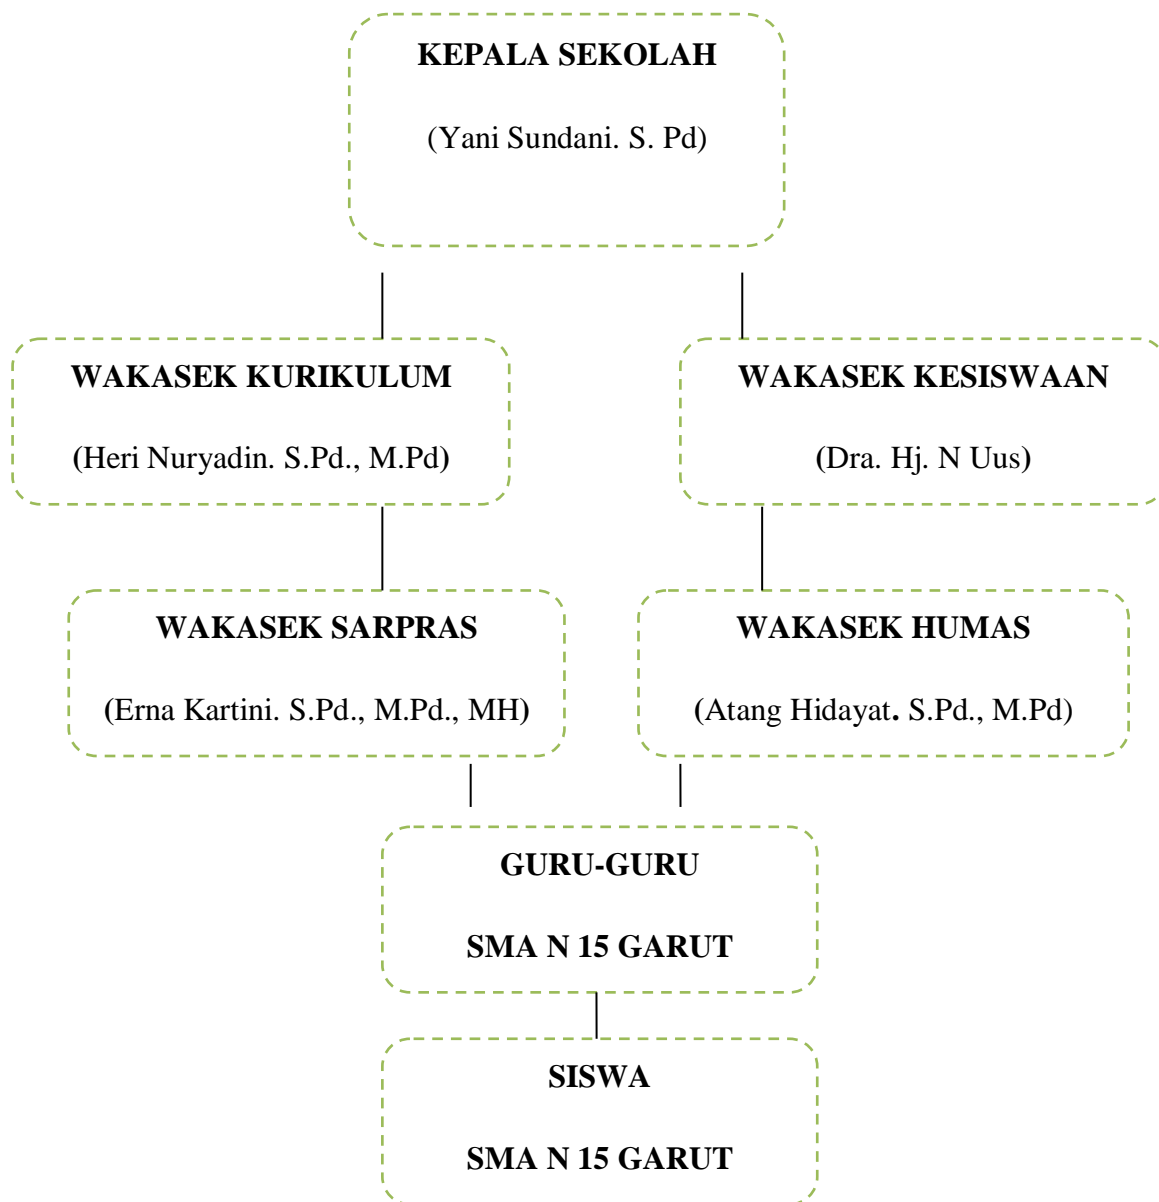 KEPALA SEKOLAH
(Yani Sundani. S. Pd)
WAKASEK KURIKULUM
(Heri Nuryadin. S.Pd., M.Pd)
WAKASEK KESISWAAN
(Dra. Hj. N Uus)
WAKASEK SARPRAS
(Erna Kartini. S.Pd., M.Pd., MH)
WAKASEK HUMAS
(Atang Hidayat. S.Pd., M.Pd)
GURU-GURU
SMA N 15 GARUT
SISWA
SMA N 15 GARUT